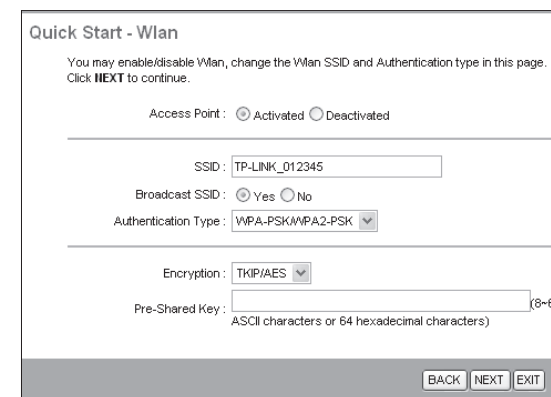 Quick Start - Wlan
You may enable/disable Wlan, change the Wlan SSID and Authentication type in this page.
Click NEXT to continue.
Access Point : Activated Deactivated
SSID : TP-LINK_012345
Broadcast SSID : Yes No
Authentication Type : WPA-PSK/WPA2-PSK
Encryption : TKIP/AES
Pre-Shared Key : (8~6
ASCII characters or 64 hexadecimal characters)
BACK NEXT EXIT